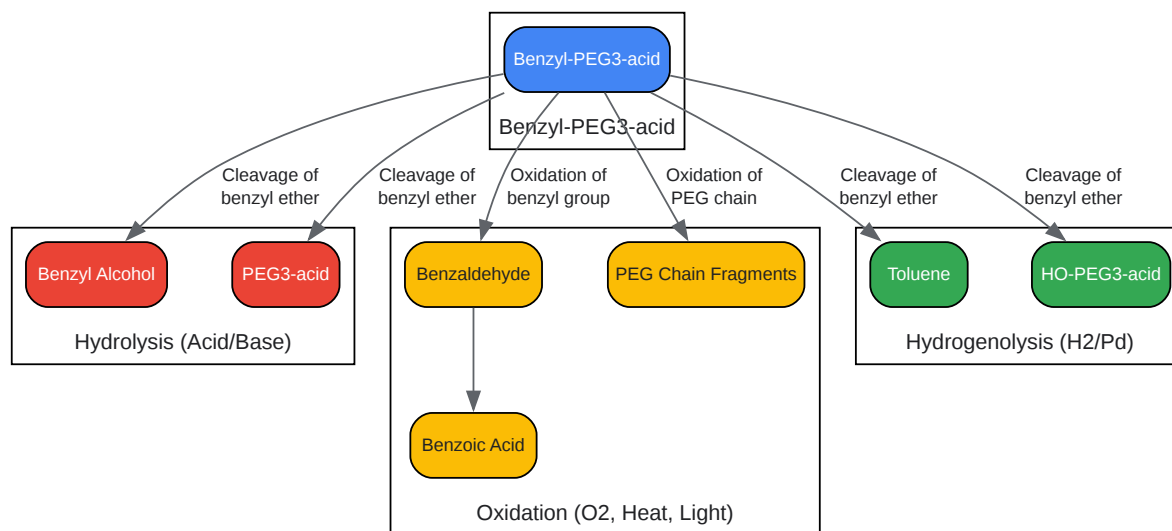 Benzyl-PEG3-acid
Benzyl-PEG3-acid
Cleavage of
benzyl ether
Cleavage of
benzyl ether
Oxidation of
benzyl group
Oxidation of
PEG chain
Cleavage of
benzyl ether
Cleavage of
benzyl ether
Benzyl Alcohol
PEG3-acid
Hydrolysis (Acid/Base)
Benzaldehyde
PEG Chain Fragments
Benzoic Acid
Oxidation (O2, Heat, Light)
Toluene
HO-PEG3-acid
Hydrogenolysis (H2/Pd)